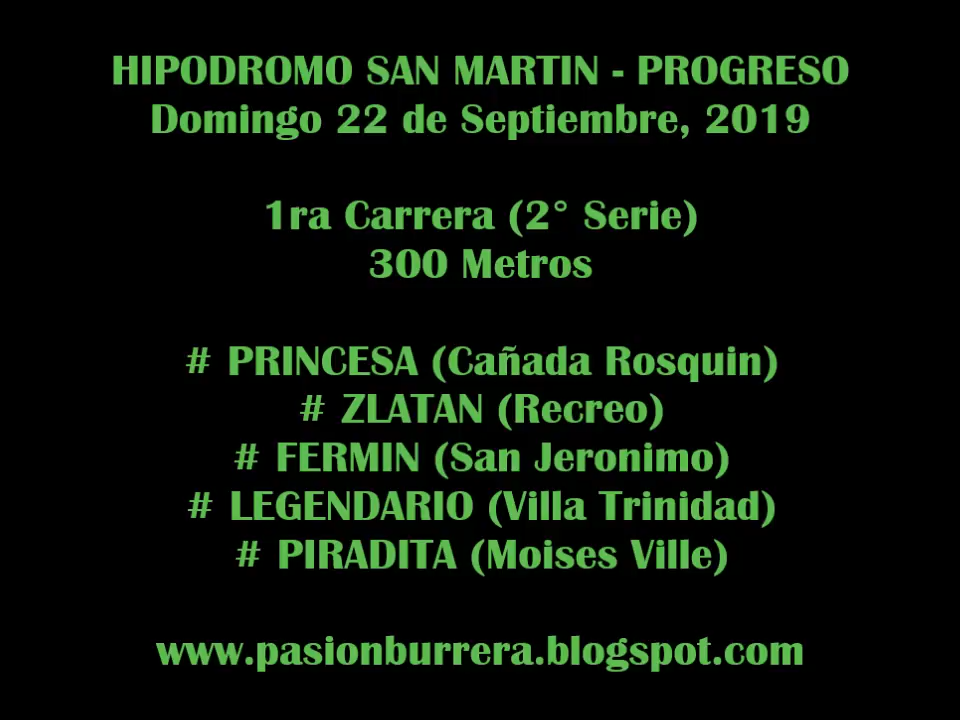 HIPODROMO SAN MARTIN - PROGRESO
Domingo 22 de Septiembre, 2019
1ra Carrera (2° Serie)
300 Metros
# PRINCESA (Cañada Rosquin)
# ZLATAN (Recreo)
# FERMIN (San Jeronimo)
# LEGENDARIO (Villa Trinidad)
# PIRADITA (Moises Ville)
www.pasionburrera.blogspot.com